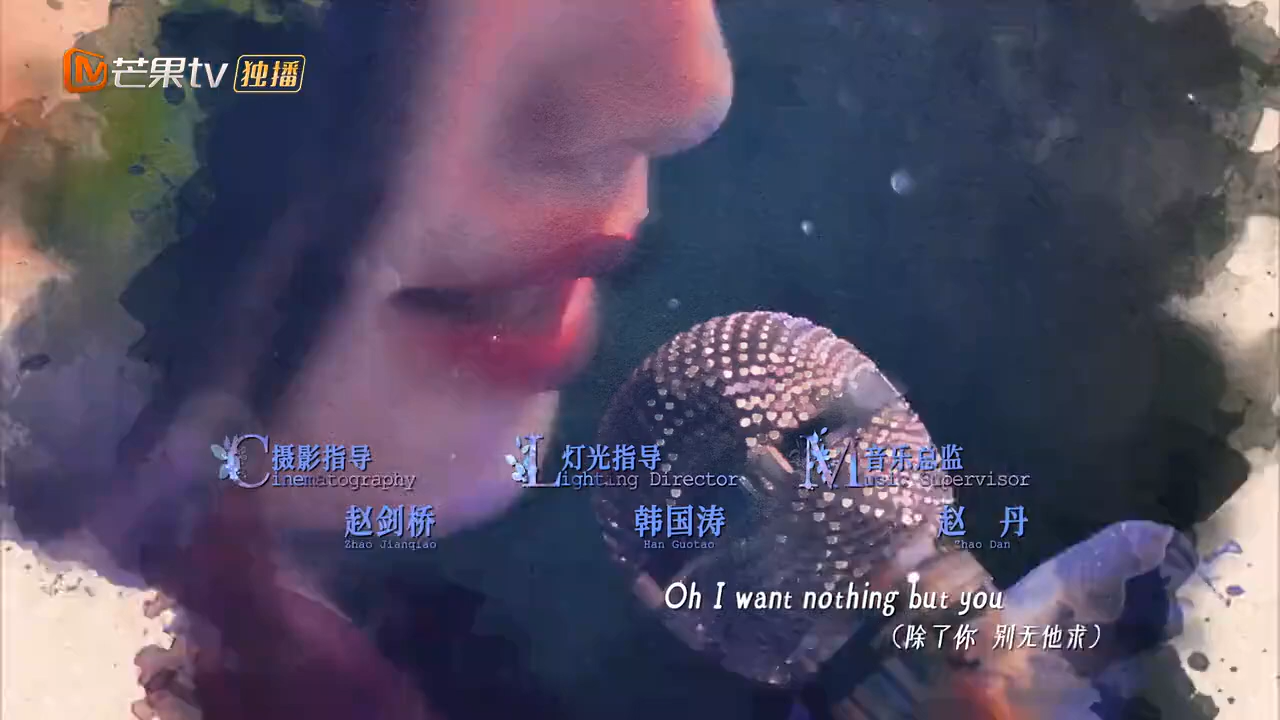 芒果tv 独播
摄影指导 灯光指导 音乐总监
Cinematography Lighting Director Music Supervisor
赵剑桥 韩国涛 赵 丹
Zhao Jianqiao Han Guotao Zhao Dan
Oh I want nothing but you
(除了你 别无他求)